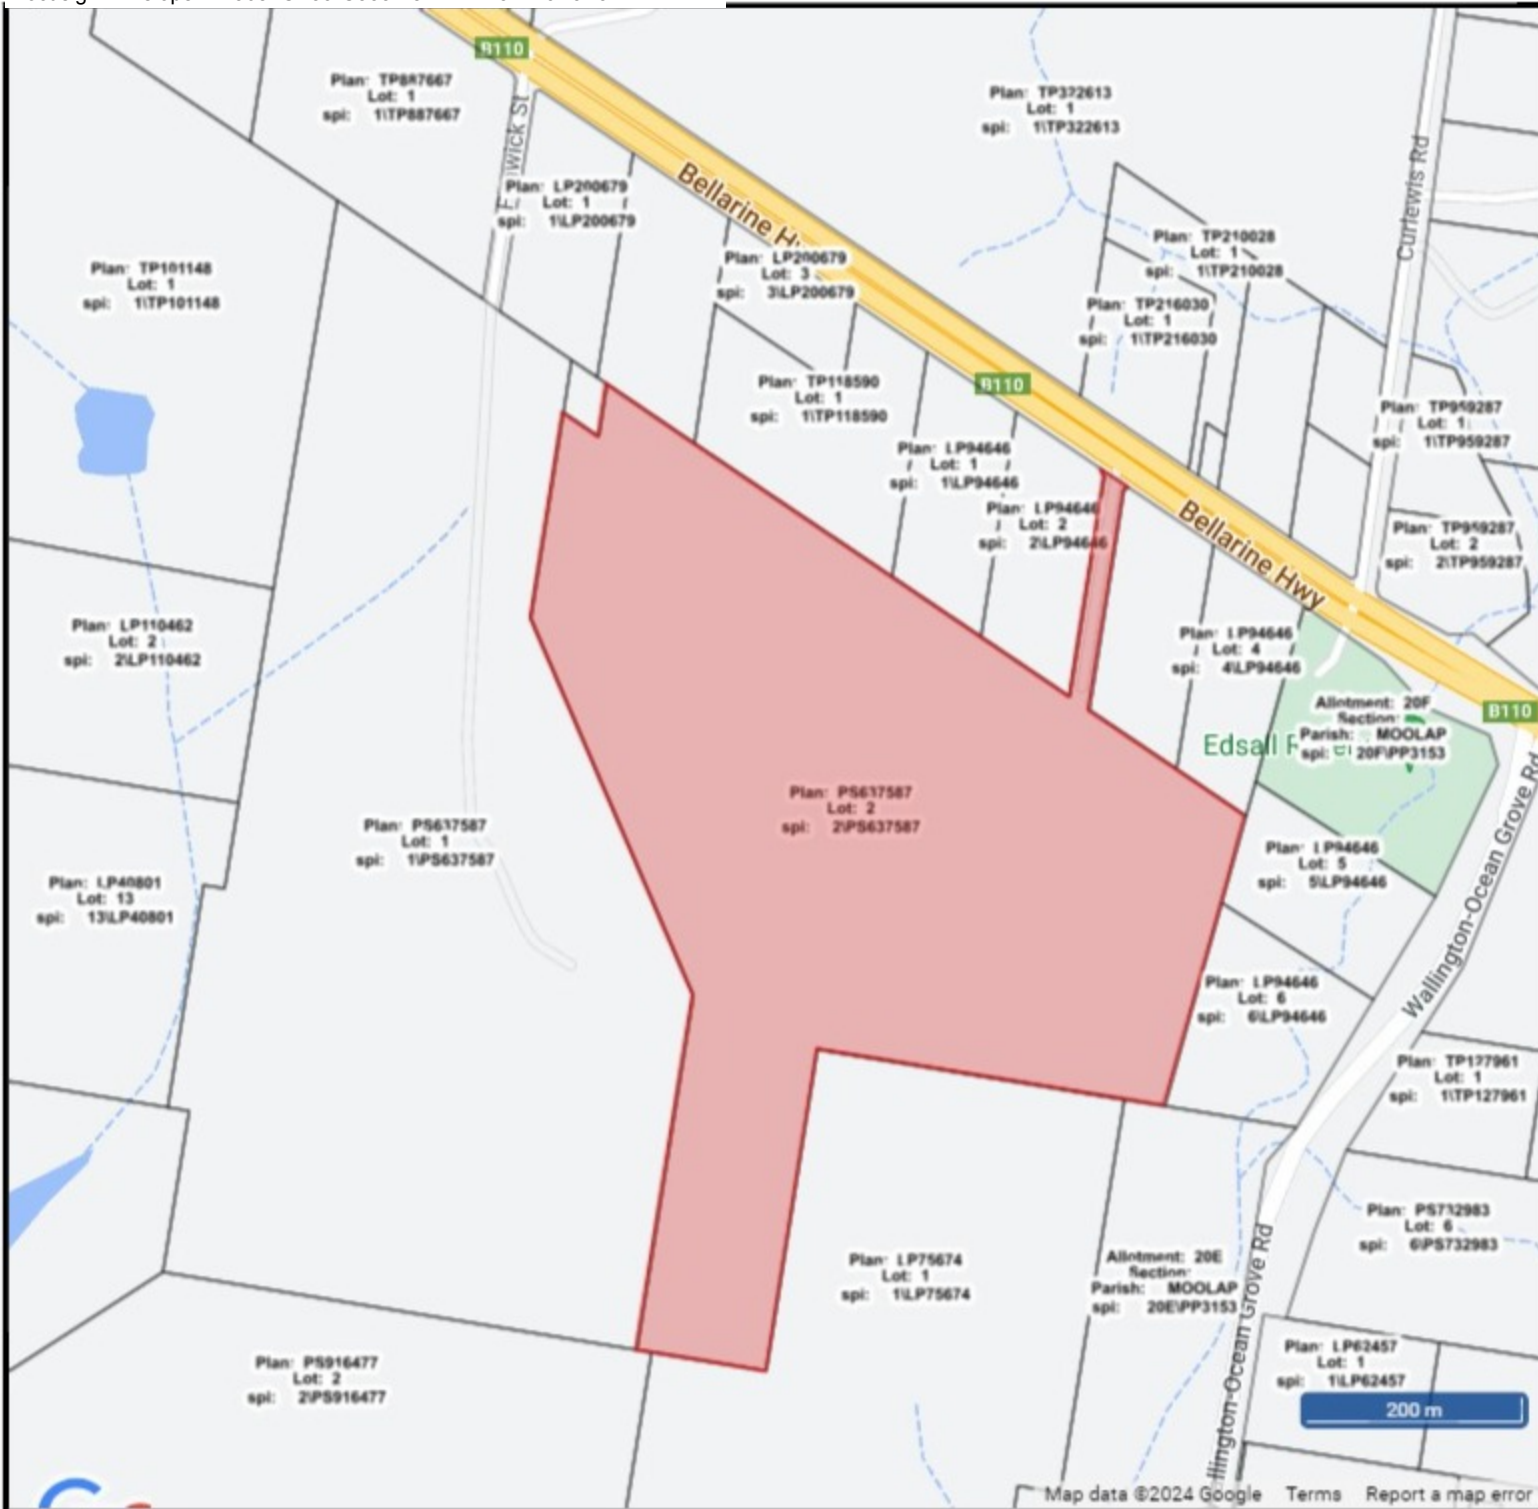 B110
Plan: TP887667
Lot: 1
spi: 1\TP887667
Plan: TP322613
Lot: 1
spi: 1\TP322613
wick St
Curlewis Rd
Plan: LP200679
Lot: 1
spi: 1\LP200679
Bellarine H
Plan: LP200679
Lot: 3
spi: 3\LP200679
Plan: TP210028
Lot: 1
spi: 1\TP210028
Plan: TP101148
Lot: 1
spi: 1\TP101148
Plan: TP216030
Lot: 1
spi: 1\TP216030
B110
Plan: TP118590
Lot: 1
spi: 1\TP118590
Plan: TP959287
Lot: 1
spi: 1\TP959287
Plan: LP94646
Lot: 1
spi: 1\LP94646
Plan: LP94646
Lot: 2
spi: 2\LP94646
Bellarine Hwy
Plan: TP959287
Lot: 2
spi: 2\TP959287
Plan: LP110462
Lot: 2
spi: 2\LP110462
Plan: LP94646
Lot: 4
spi: 4\LP94646
B110
Allotment: 20F
Section:
Parish: MOOLAP
spi: 20F\PP3153
Edsall R
Plan: PS637587
Lot: 2
spi: 2\PS637587
Plan: PS637587
Lot: 1
spi: 1\PS637587
Plan: LP94646
Lot: 5
spi: 5\LP94646
Wallington-Ocean Grove Rd
Plan: LP40801
Lot: 13
spi: 13\LP40801
Plan: LP94646
Lot: 6
spi: 6\LP94646
Plan: TP127961
Lot: 1
spi: 1\TP127961
Plan: PS732983
Lot: 6
spi: 6\PS732983
Plan: LP75674
Lot: 1
spi: 1\LP75674
Allotment: 20E
Section:
Parish: MOOLAP
spi: 20E\PP3153
llington-Ocean Grove Rd
Plan: PS916477
Lot: 2
spi: 2\PS916477
Plan: LP62457
Lot: 1
spi: 1\LP62457
200 m
Map data ©2024 Google Terms Report a map error